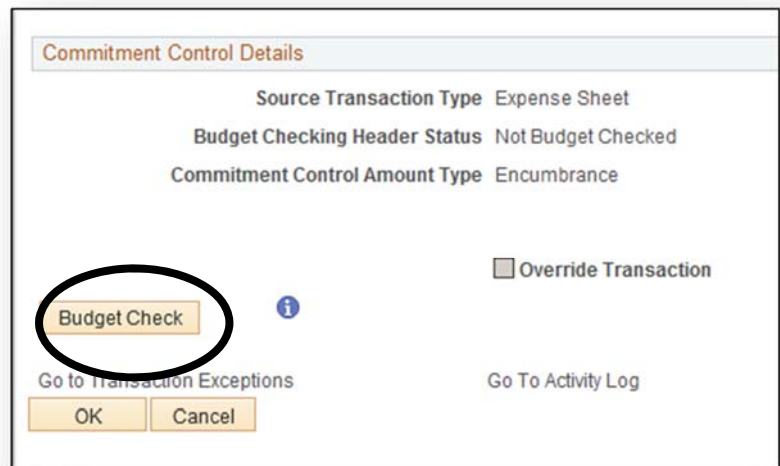 Commitment Control Details
Source Transaction Type Expense Sheet
Budget Checking Header Status Not Budget Checked
Commitment Control Amount Type Encumbrance
Override Transaction
Budget Check
Go to Transaction Exceptions Go To Activity Log
OK Cancel